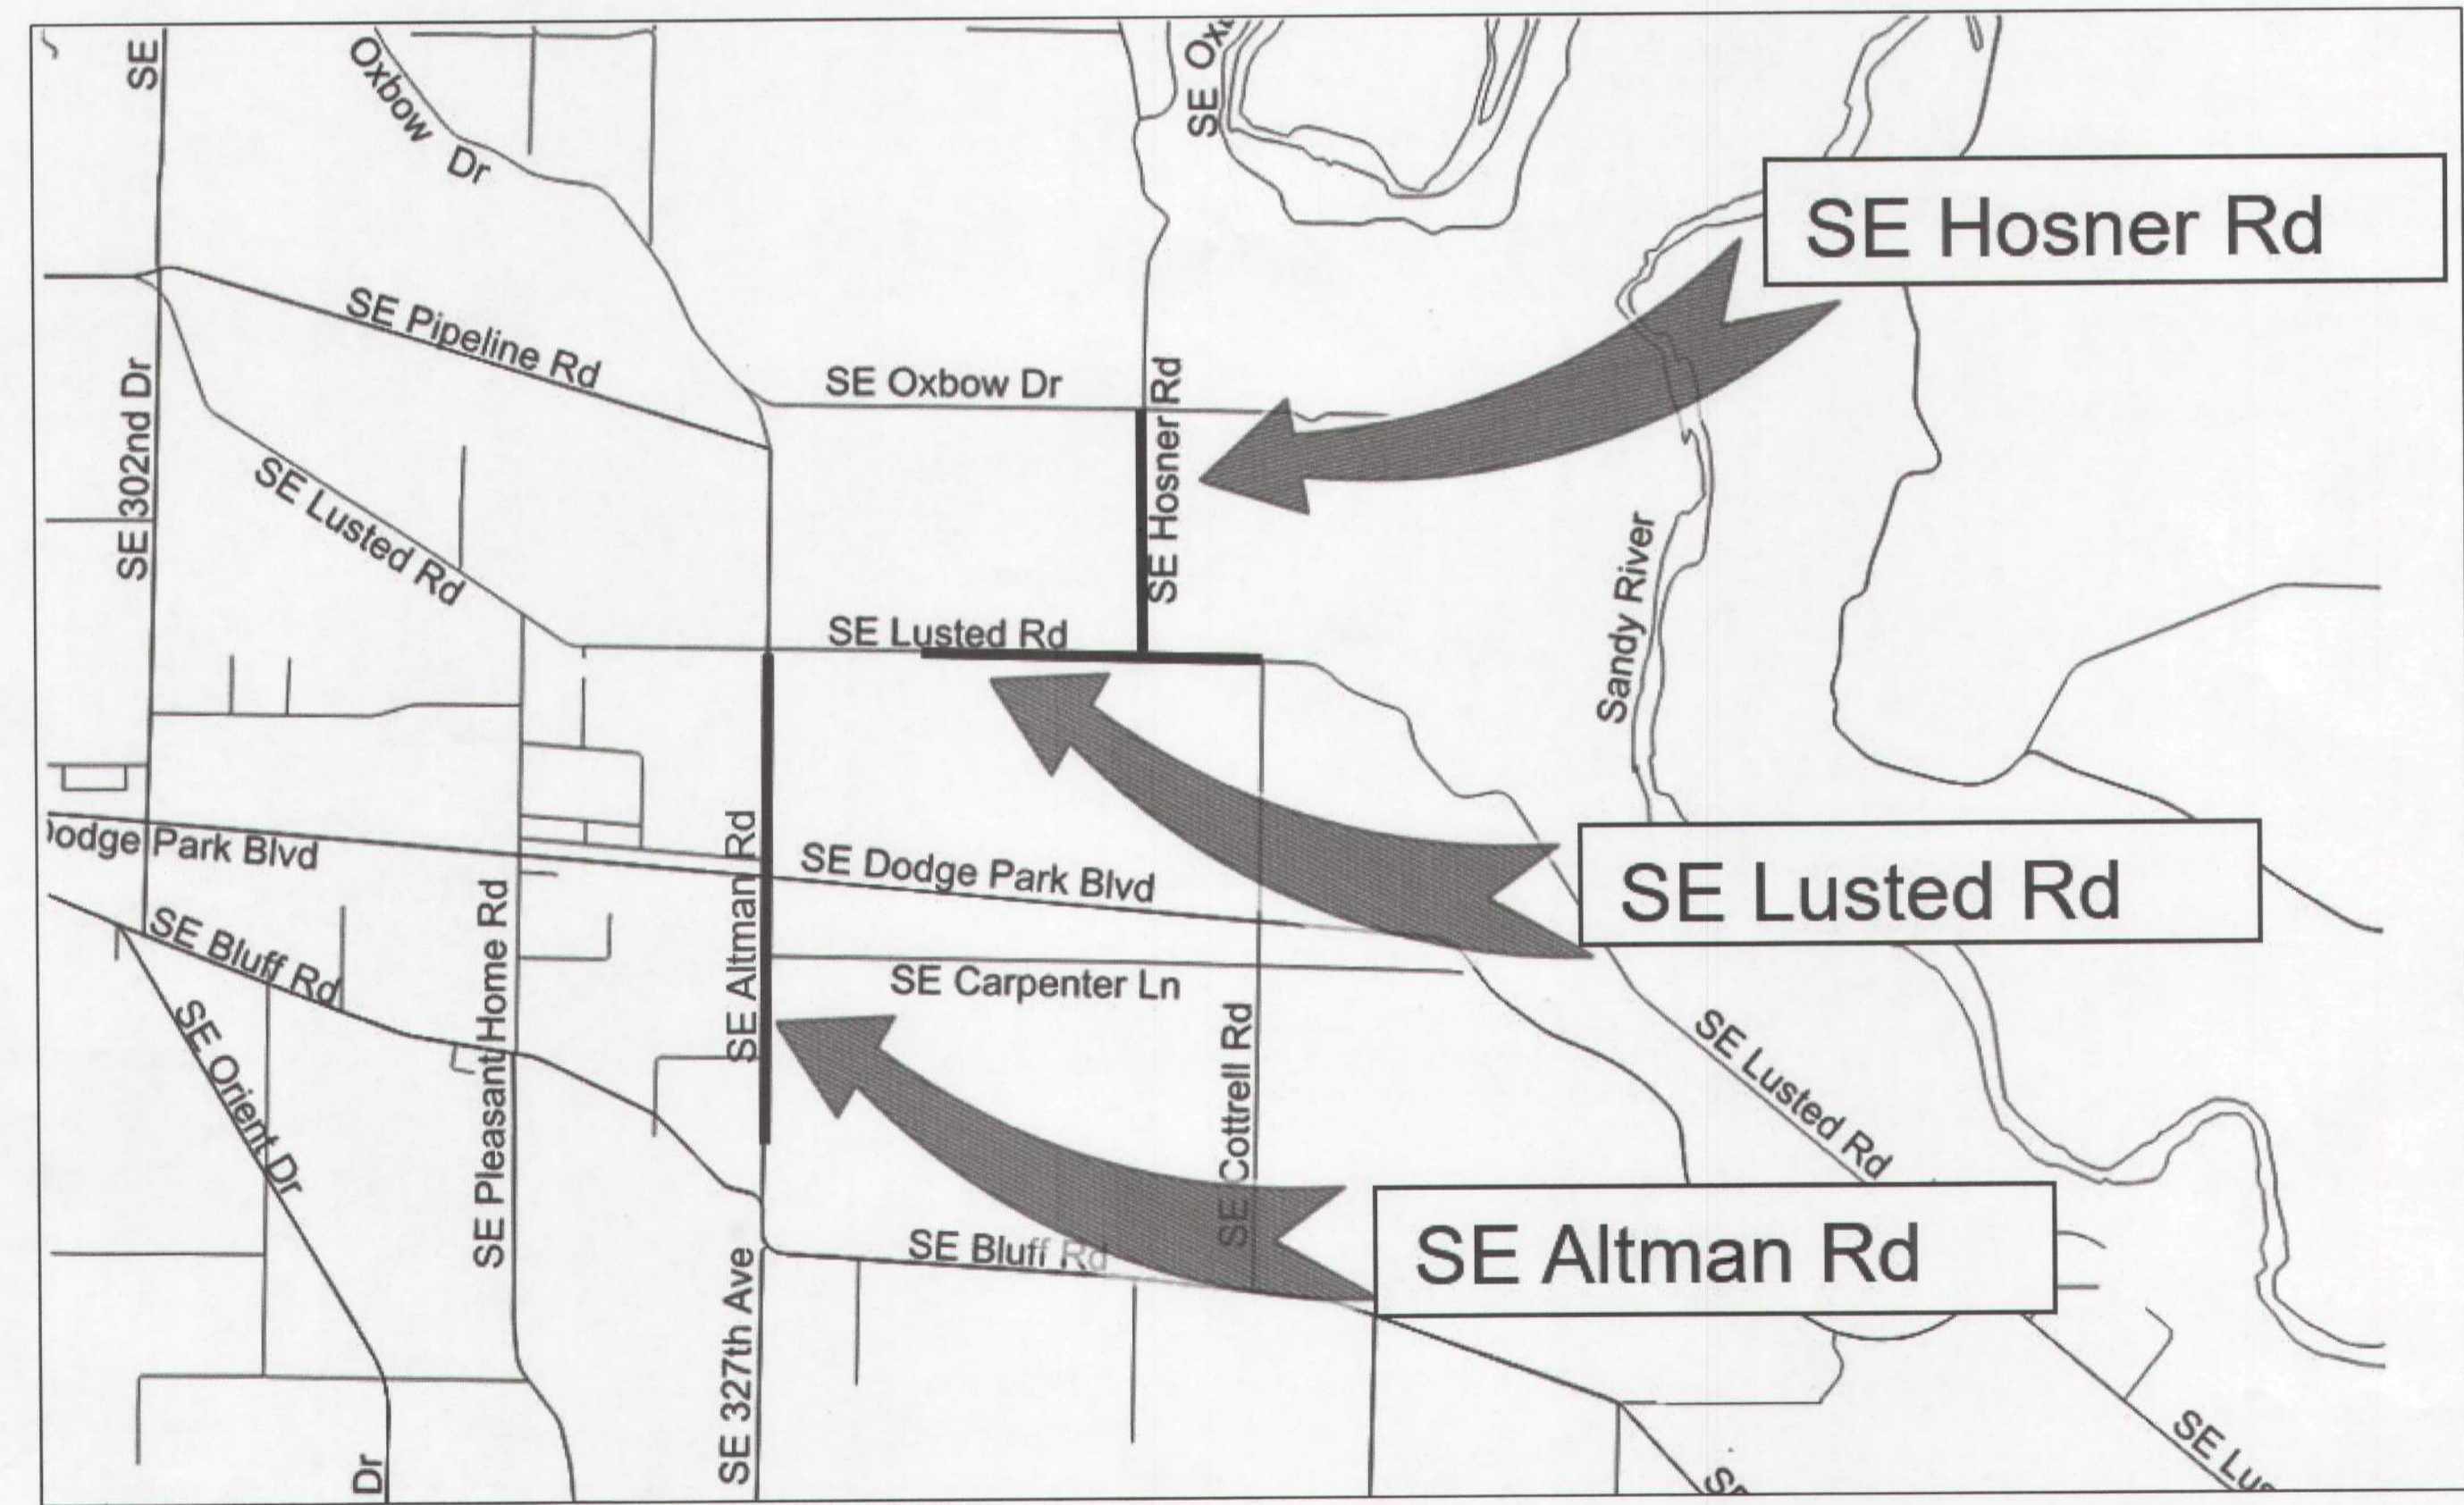 SE
Oxbow Dr
SE
SE Hosner Rd
SE Pipeline Rd
SE Oxbow Dr
SE 302nd Dr
SE Hosner Rd
SE Lusted Rd
SE Lusted Rd
Sandy River
Park Blvd
SE Altman Rd
SE Dodge Park Blvd
SE Lusted Rd
SE Bluff Rd
SE Pleasant Home Rd
SE Carpenter Ln
SE Orient Dr
SE Cottrell Rd
SE Lusted Rd
SE Bluff Rd
SE Altman Rd
SE 327th Ave
Dr
SE